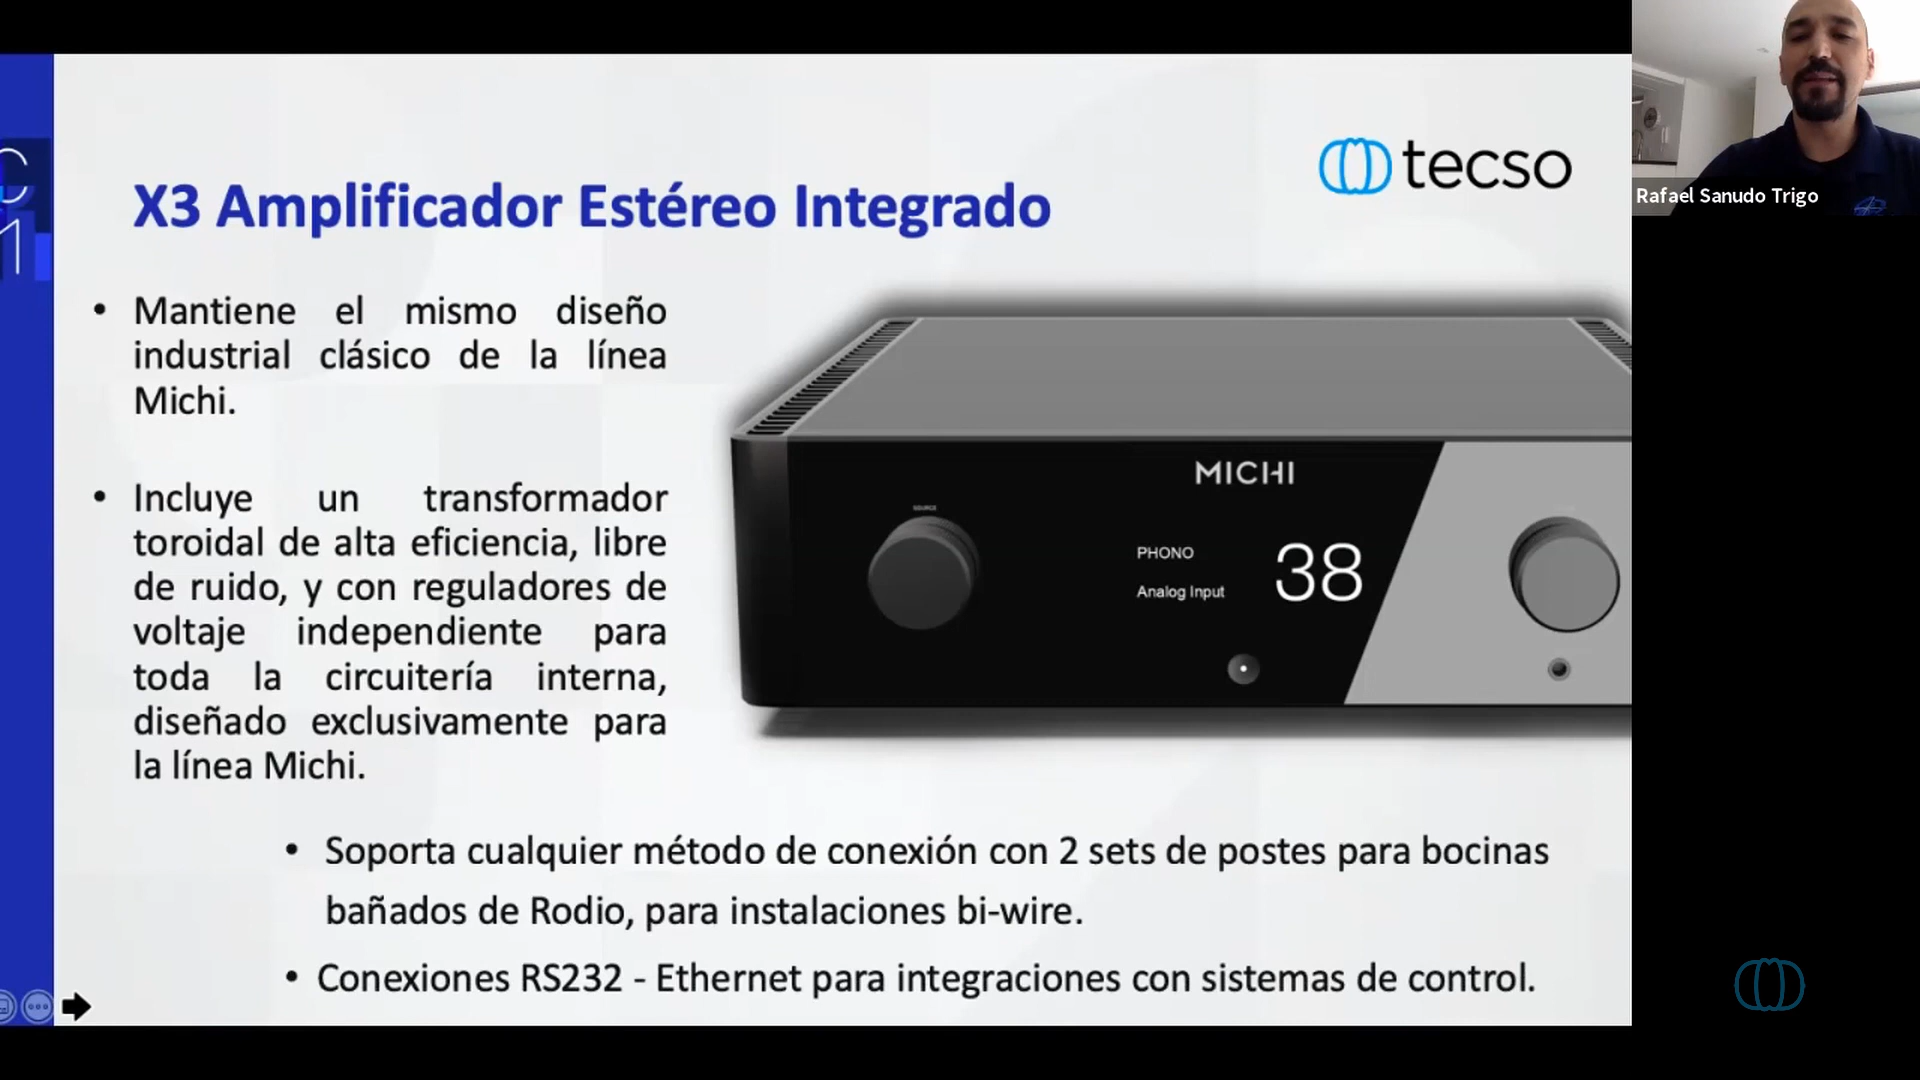 tecso
X3 Amplificador Estéreo Integrado
Rafael Sanudo Trigo
• Mantiene el mismo diseño
industrial clásico de la línea
Michi.
• Incluye un transformador
toroidal de alta eficiencia, libre
de ruido, y con reguladores de
voltaje independiente para
toda la circuitería interna,
diseñado exclusivamente para
la línea Michi.
MICHI
SOURCE
PHONO
38
Analog Input
• Soporta cualquier método de conexión con 2 sets de postes para bocinas
bañados de Rodio, para instalaciones bi-wire.
• Conexiones RS232 - Ethernet para integraciones con sistemas de control.